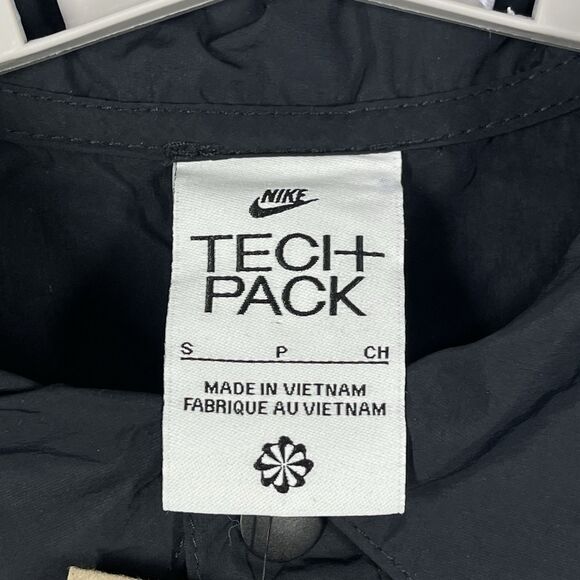 NIKE
TECH
PACK
S P CH
MADE IN VIETNAM
FABRIQUE AU VIETNAM